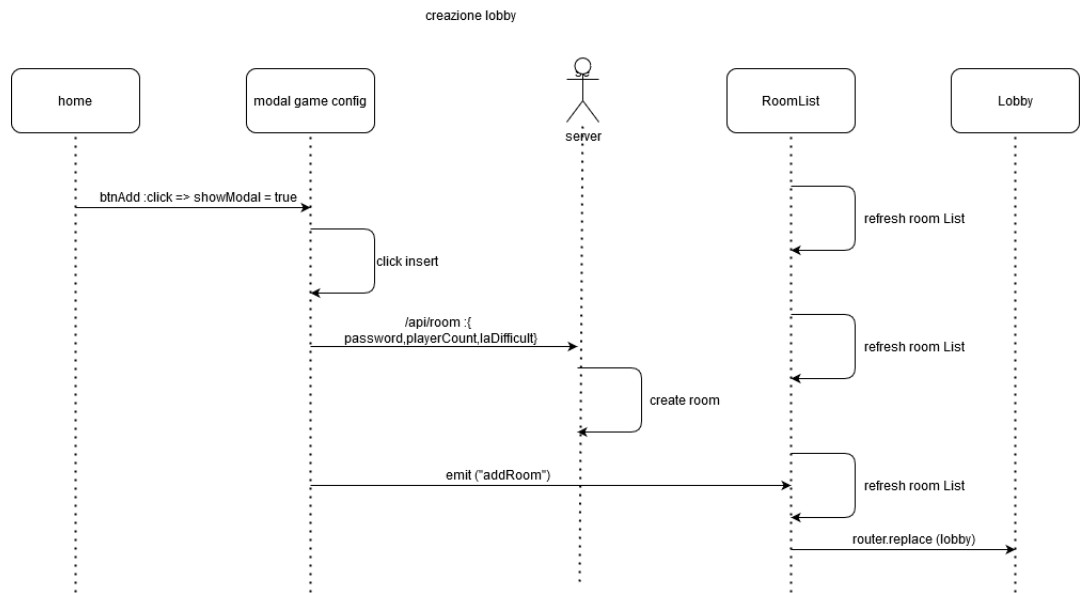 creazione lobby
home
modal game config
server
RoomList
Lobby
btnAdd :click => showModal = true
refresh room List
click insert
/api/room :{
password,playerCount,IaDifficult}
refresh room List
create room
emit ("addRoom")
refresh room List
router.replace (lobby)